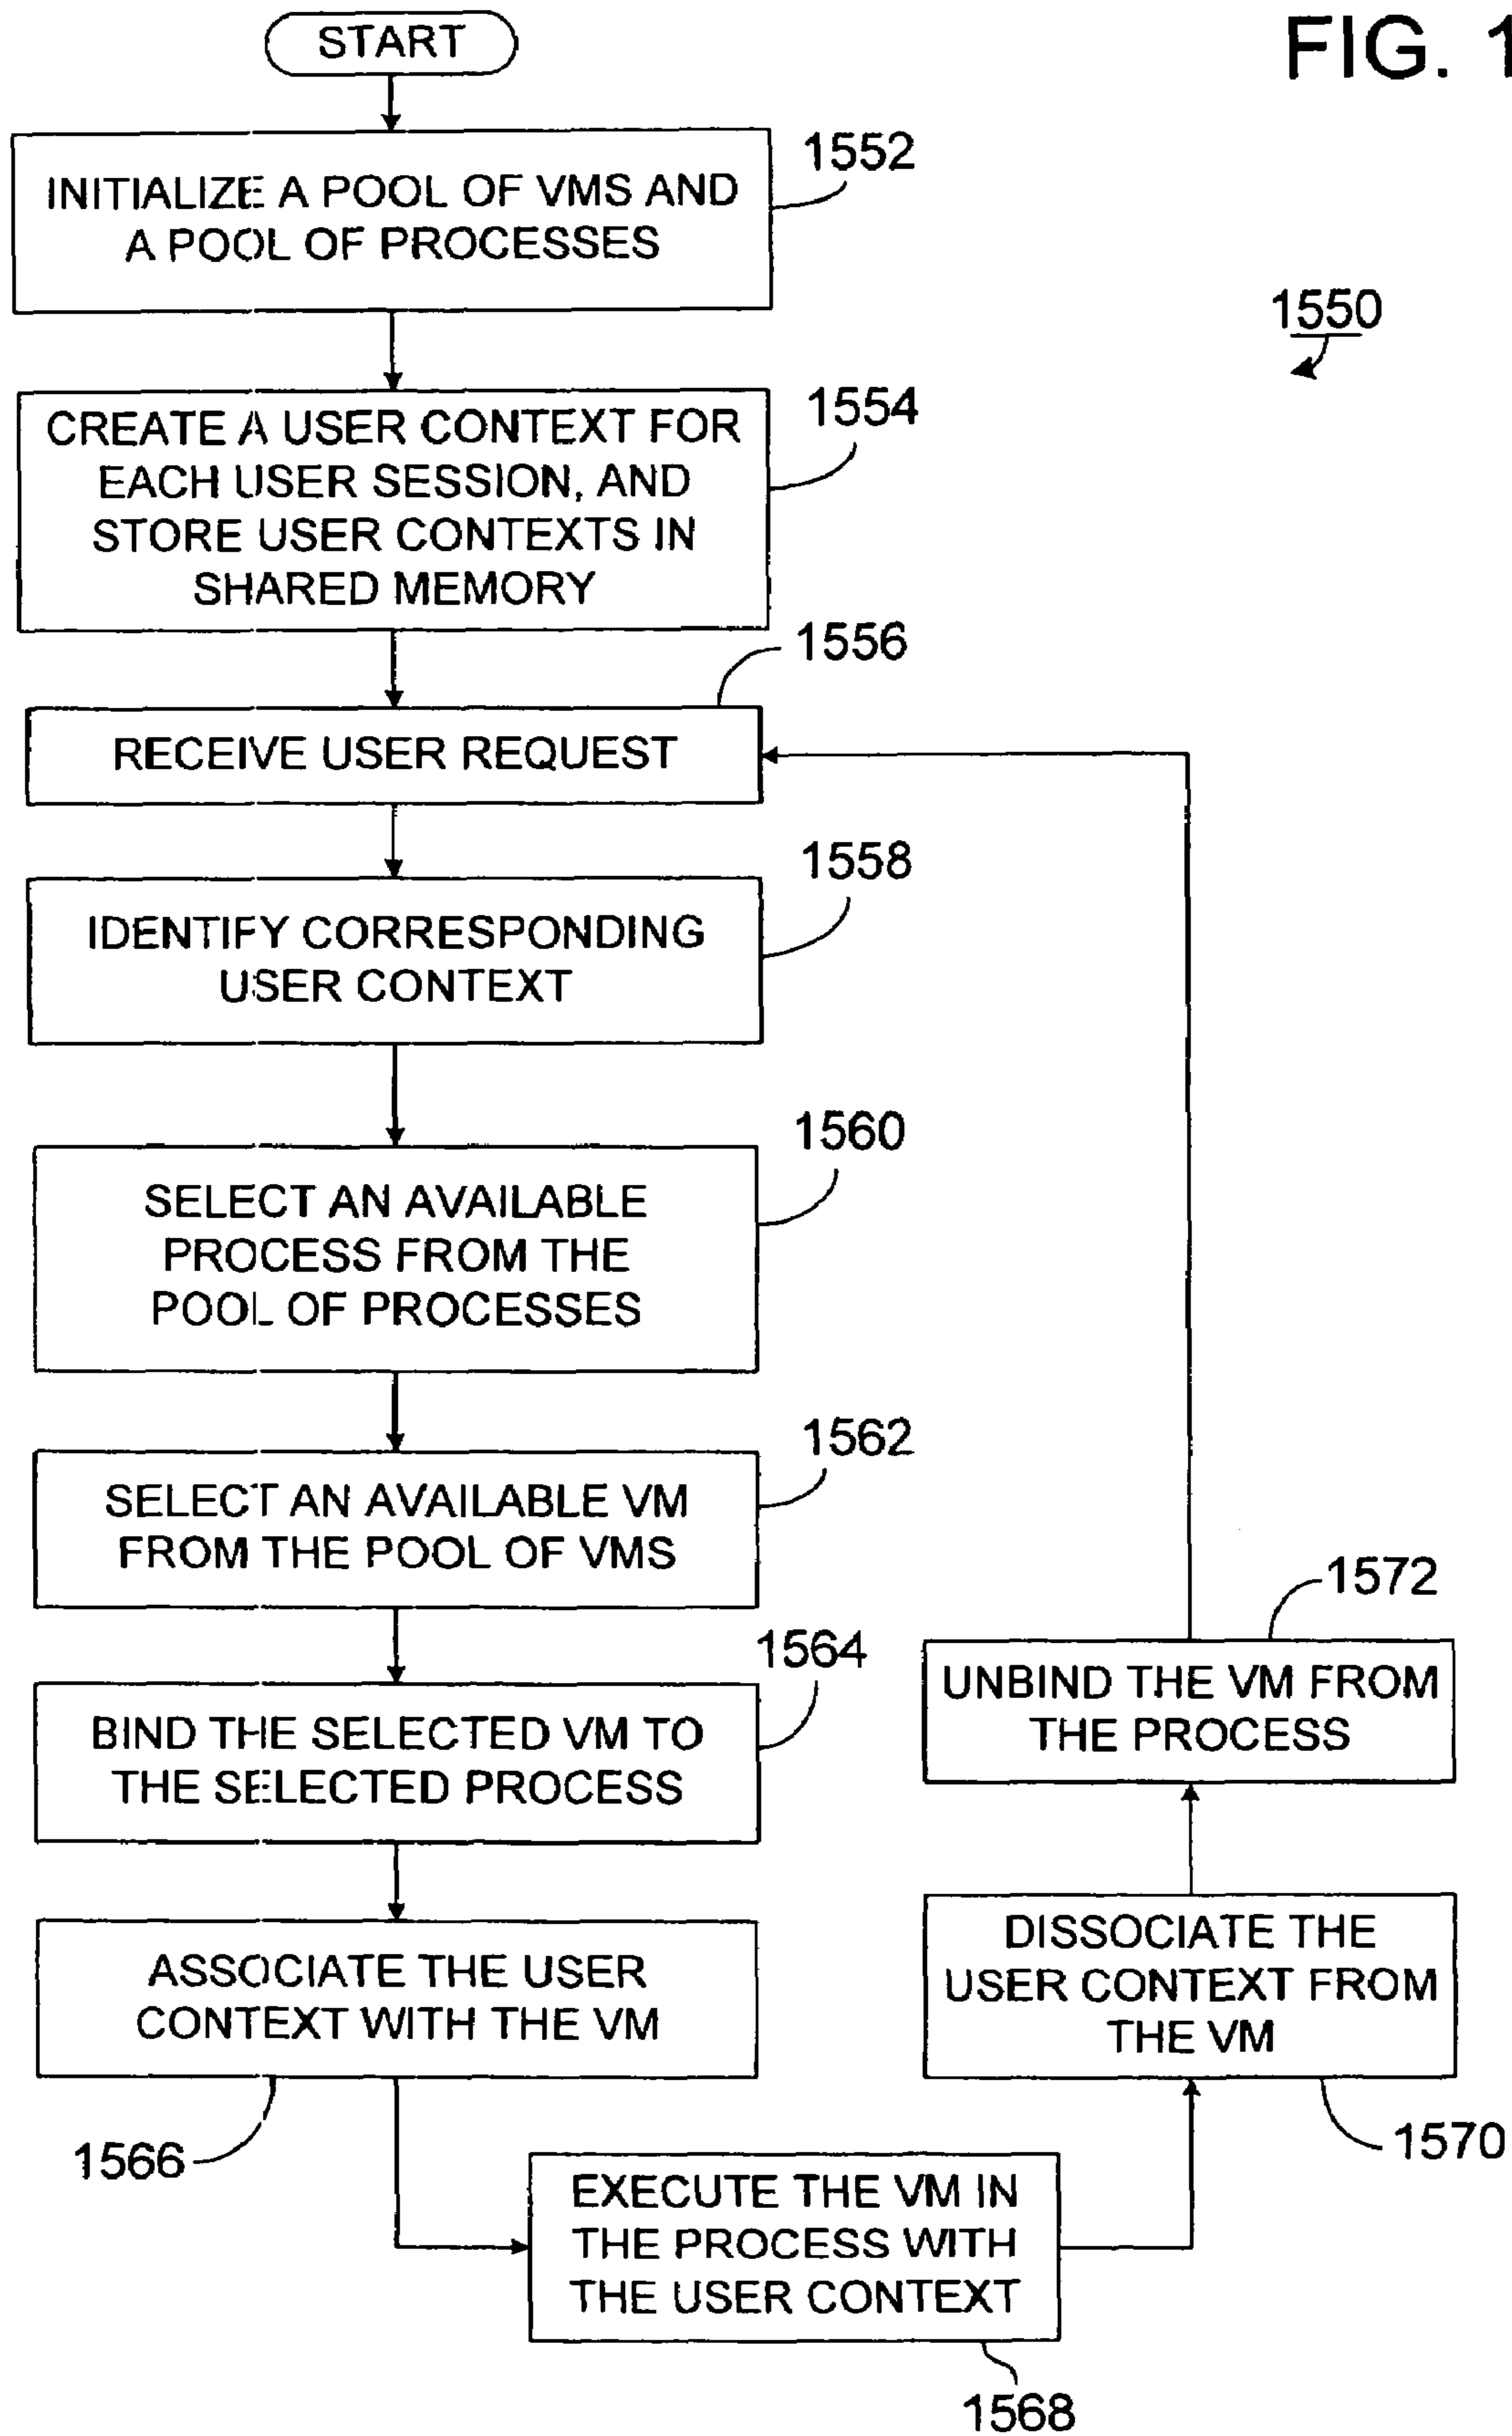 START
FIG. 1
1552
INITIALIZE A POOL OF VMS AND
A POOL OF PROCESSES
1550
1554
CREATE A USER CONTEXT FOR
EACH USER SESSION, AND
STORE USER CONTEXTS IN
SHARED MEMORY
1556
RECEIVE USER REQUEST
1558
IDENTIFY CORRESPONDING
USER CONTEXT
1560
SELECT AN AVAILABLE
PROCESS FROM THE
POOL OF PROCESSES
1562
SELECT AN AVAILABLE VM
FROM THE POOL OF VMS
1564
BIND THE SELECTED VM TO
THE SELECTED PROCESS
ASSOCIATE THE USER
CONTEXT WITH THE VM
1566
EXECUTE THE VM IN
THE PROCESS WITH
THE USER CONTEXT
1568
DISSOCIATE THE
USER CONTEXT FROM
THE VM
1570
1572
UNBIND THE VM FROM
THE PROCESS